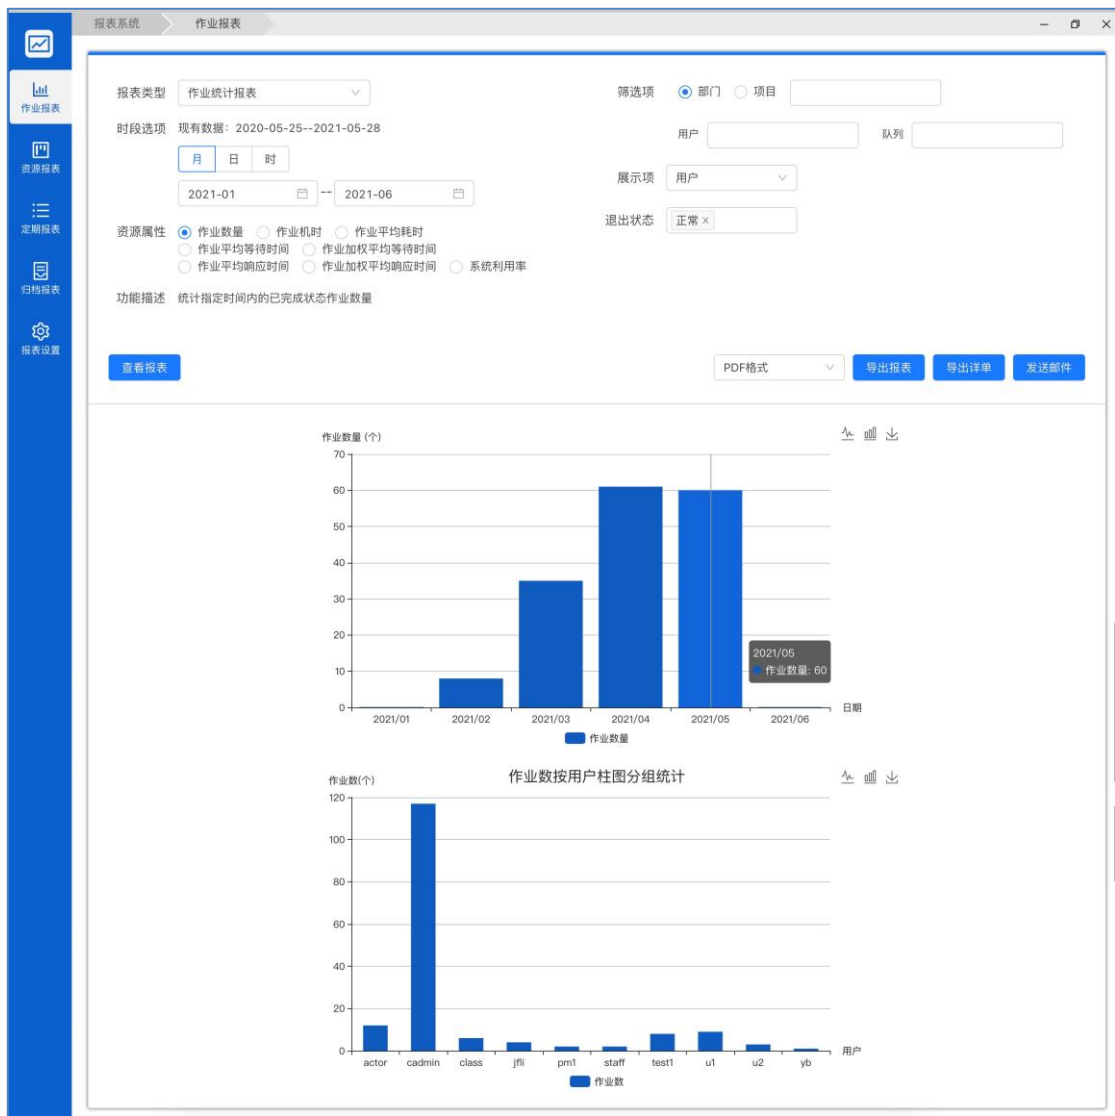 报表系统 作业报表
作业报表
资源报表
定期报表
归档报表
报表设置
报表类型 作业统计报表
时段选项 现有数据：2020-05-25--2021-05-28
月 日 时
2021-01 -- 2021-06
资源属性 作业数量 作业机时 作业平均耗时
作业平均等待时间 作业加权平均等待时间
作业平均响应时间 作业加权平均响应时间 系统利用率
功能描述 统计指定时间内的已完成状态作业数量
筛选项 部门 项目
用户 队列
展示项 用户
退出状态 正常 ×
查看报表 PDF格式 导出报表 导出详单 发送邮件
作业数量 (个)
70
60
50
40
30
20
10
0
2021/05
作业数量: 60
日期
2021/01 2021/02 2021/03 2021/04 2021/05 2021/06
作业数量
作业数按用户柱图分组统计
作业数(个)
120
100
80
60
40
20
0
用户
actor cadmin class jfli pm1 staff test1 u1 u2 yb
作业数